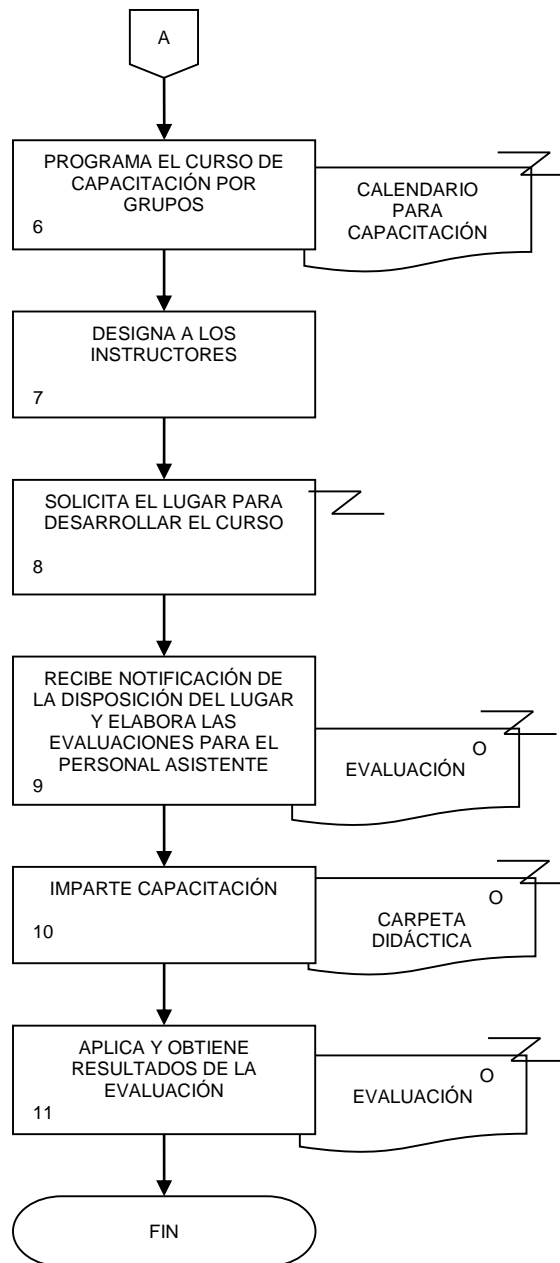 A
PROGRAMA EL CURSO DE
CAPACITACIÓN POR
GRUPOS
6
CALENDARIO
PARA
CAPACITACIÓN
DESIGNA A LOS
INSTRUCTORES
7
SOLICITA EL LUGAR PARA
DESARROLLAR EL CURSO
8
RECIBE NOTIFICACIÓN DE
LA DISPOSICIÓN DEL LUGAR
Y ELABORA LAS
EVALUACIONES PARA EL
PERSONAL ASISTENTE
9
O
EVALUACIÓN
IMPARTE CAPACITACIÓN
10
O
CARPETA
DIDÁCTICA
APLICA Y OBTIENE
RESULTADOS DE LA
EVALUACIÓN
11
O
EVALUACIÓN
FIN